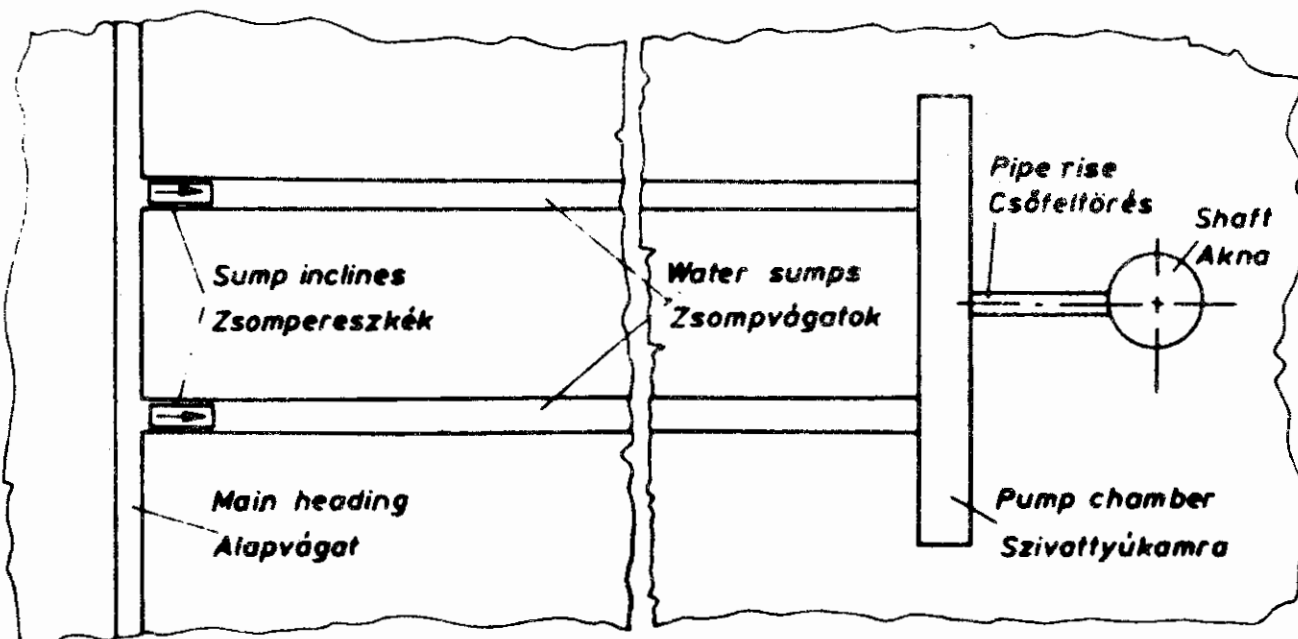 Pipe rise
Csőfeltörés
Shaft
Akna
Sump inclines
Zsompereszkék
Water sumps
Zsompvágatok
Main heading
Alapvágat
Pump chamber
Szivattyúkamra